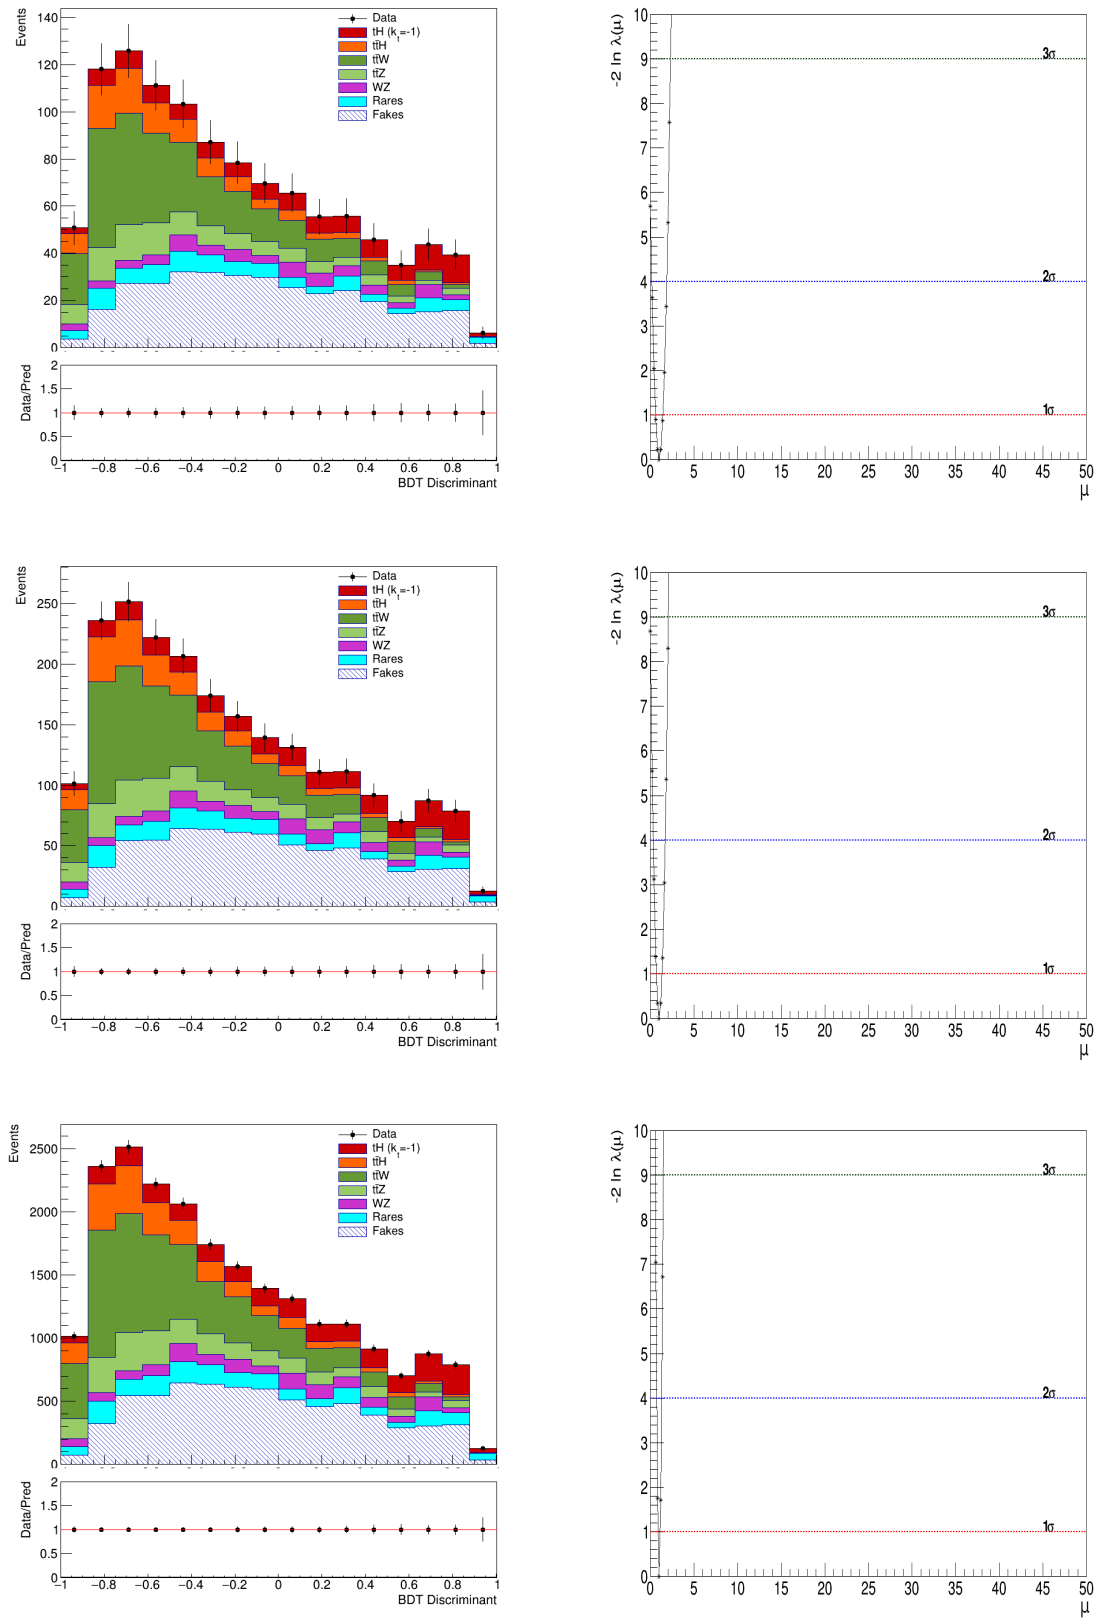 Events
140
120
100
80
60
40
20
0
Data
tH (k_t=-1)
tt̄H
tt̄W
tt̄Z
WZ
Rares
Fakes
Data/Pred
2
1.5
1
0.5
0
−1 −0.8 −0.6 −0.4 −0.2 0 0.2 0.4 0.6 0.8 1
BDT Discriminant
-2 ln λ(μ)
10
9
8
7
6
5
4
3
2
1
0
3σ
2σ
1σ
0 5 10 15 20 25 30 35 40 45 50
μ
Events
250
200
150
100
50
0
Data
tH (k_t=-1)
tt̄H
tt̄W
tt̄Z
WZ
Rares
Fakes
Data/Pred
2
1.5
1
0.5
0
−1 −0.8 −0.6 −0.4 −0.2 0 0.2 0.4 0.6 0.8 1
BDT Discriminant
-2 ln λ(μ)
10
9
8
7
6
5
4
3
2
1
0
3σ
2σ
1σ
0 5 10 15 20 25 30 35 40 45 50
μ
Events
2500
2000
1500
1000
500
0
Data
tH (k_t=-1)
tt̄H
tt̄W
tt̄Z
WZ
Rares
Fakes
Data/Pred
2
1.5
1
0.5
0
−1 −0.8 −0.6 −0.4 −0.2 0 0.2 0.4 0.6 0.8 1
BDT Discriminant
-2 ln λ(μ)
10
9
8
7
6
5
4
3
2
1
0
3σ
2σ
1σ
0 5 10 15 20 25 30 35 40 45 50
μ